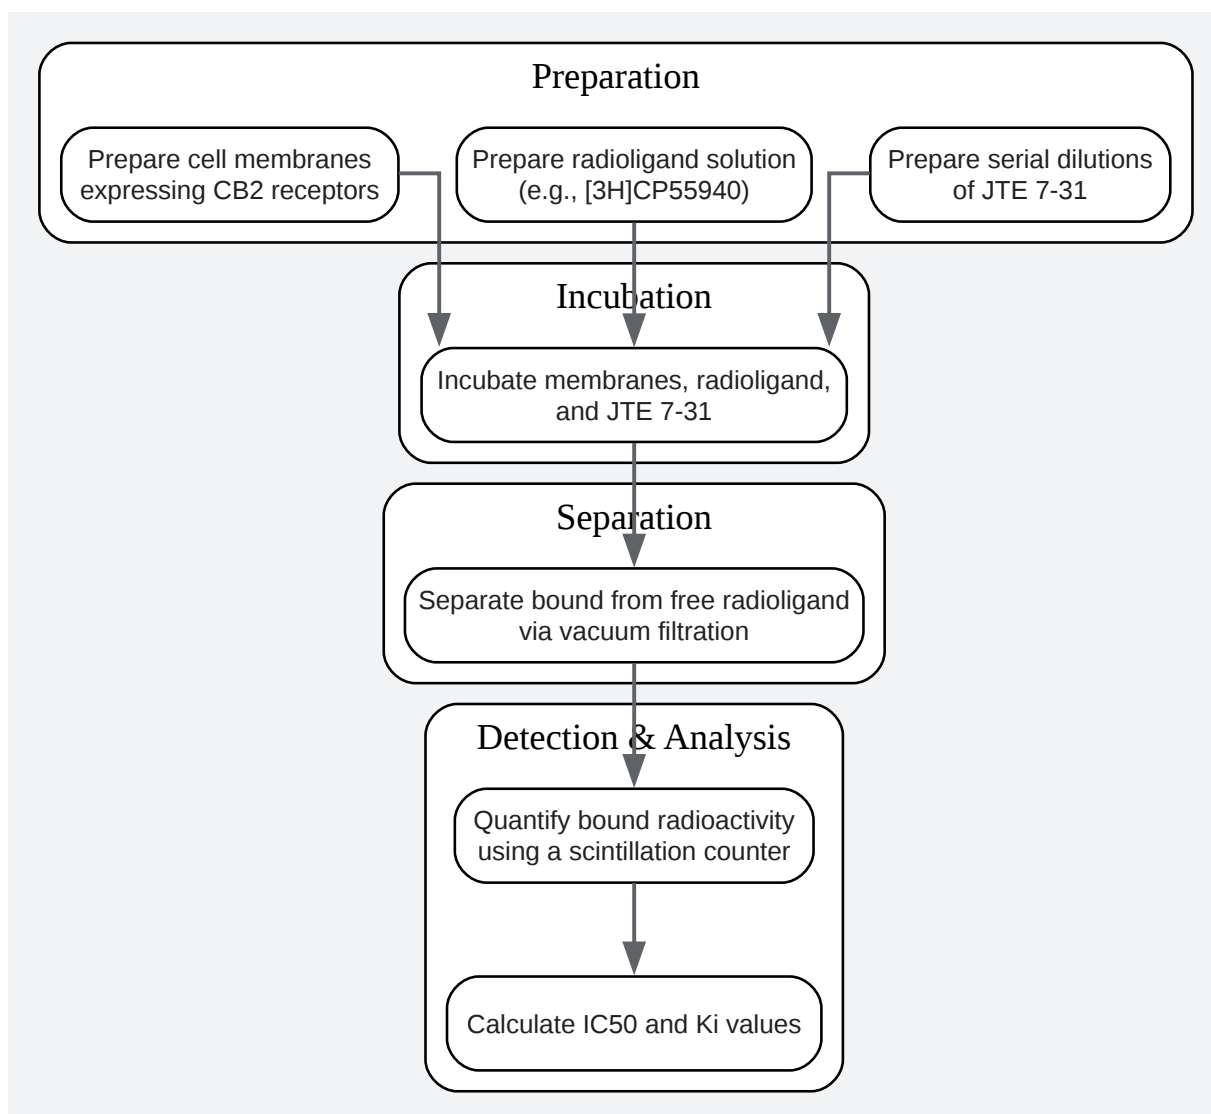 Preparation
Prepare cell membranes
expressing CB2 receptors
Prepare radioligand solution
(e.g., [3H]CP55940)
Prepare serial dilutions
of JTE 7-31
Incubation
Incubate membranes, radioligand,
and JTE 7-31
Separation
Separate bound from free radioligand
via vacuum filtration
Detection & Analysis
Quantify bound radioactivity
using a scintillation counter
Calculate IC50 and Ki values